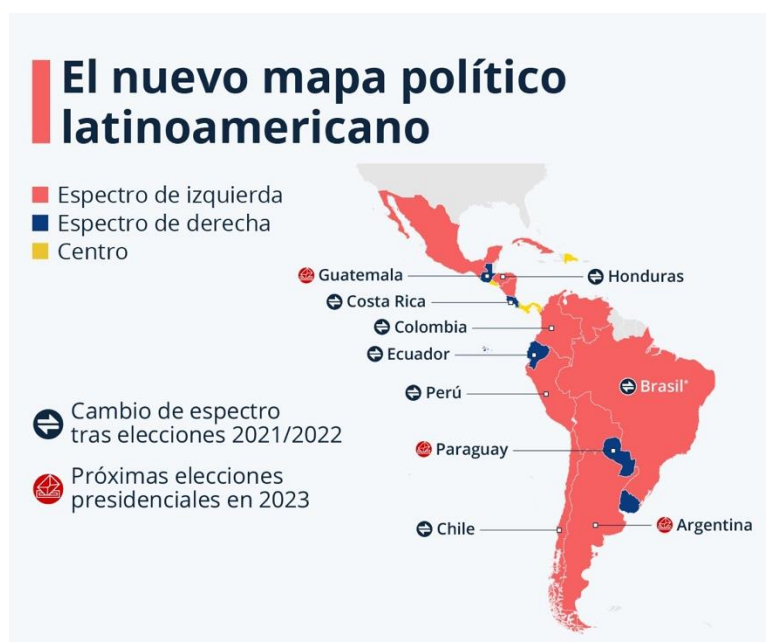 El nuevo mapa político
latinoamericano
Espectro de izquierda
Espectro de derecha
Centro
Guatemala
Honduras
Costa Rica
Colombia
Ecuador
Perú
Brasil*
Cambio de espectro
tras elecciones 2021/2022
Paraguay
Próximas elecciones
presidenciales en 2023
Chile
Argentina